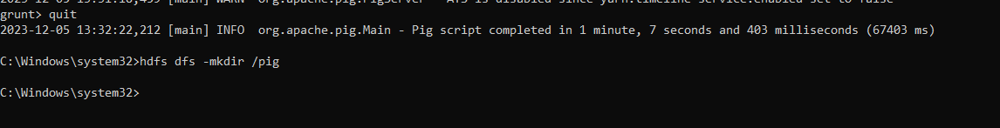 2023-12-05 13:31:18,459 [main] WARN  org.apache.pig.PigServer - ATS is disabled since yarn.timeline-service.enabled set to false
grunt> quit
2023-12-05 13:32:22,212 [main] INFO  org.apache.pig.Main - Pig script completed in 1 minute, 7 seconds and 403 milliseconds (67403 ms)
C:\Windows\system32>hdfs dfs -mkdir /pig
C:\Windows\system32>